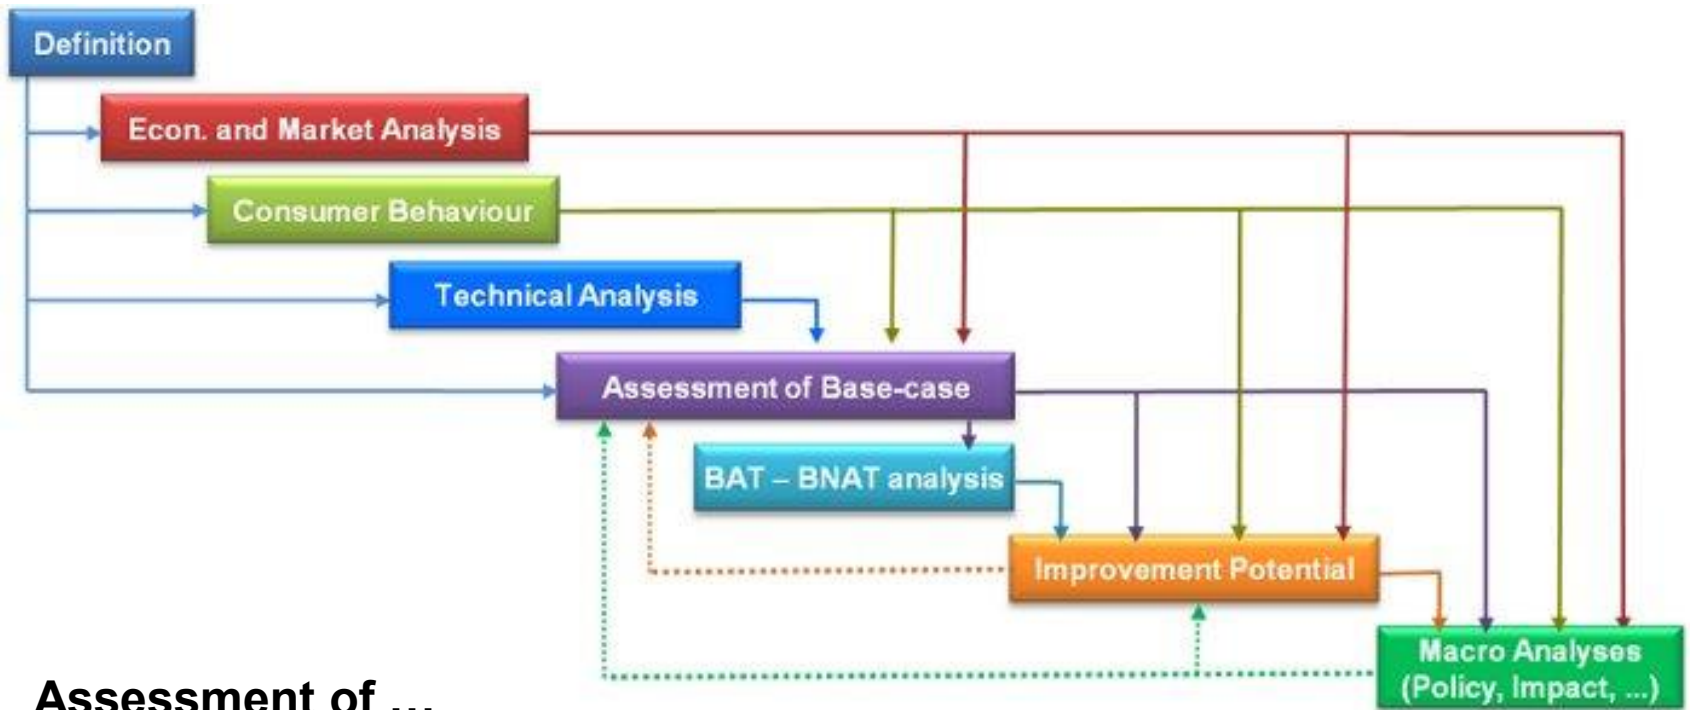 Definition
Econ. and Market Analysis
Consumer Behaviour
Technical Analysis
Assessment of Base-case
BAT – BNAT analysis
Improvement Potential
Macro Analyses
(Policy, Impact, ...)
Assessment of ...